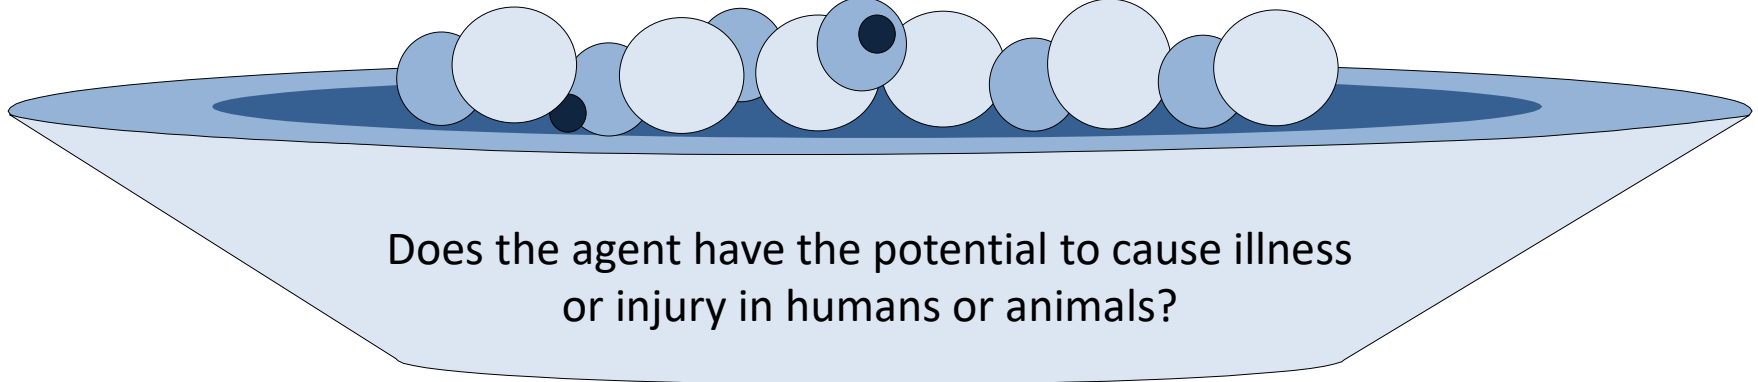 Does the agent have the potential to cause illness
or injury in humans or animals?